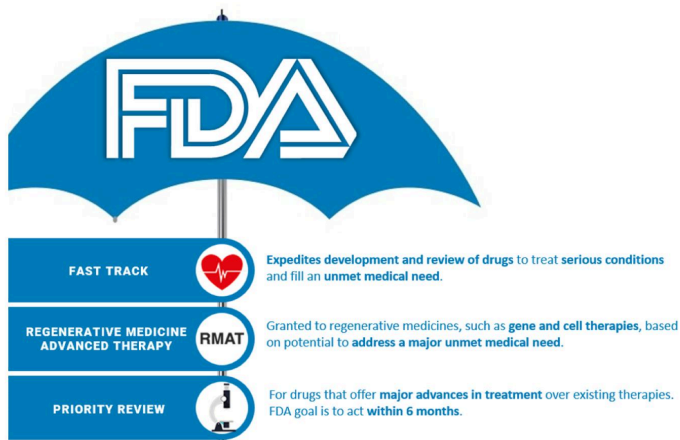 FDA
FAST TRACK
Expedites development and review of drugs to treat serious conditions
and fill an unmet medical need.
REGENERATIVE MEDICINE
ADVANCED THERAPY
RMAT
Granted to regenerative medicines, such as gene and cell therapies, based
on potential to address a major unmet medical need.
PRIORITY REVIEW
For drugs that offer major advances in treatment over existing therapies.
FDA goal is to act within 6 months.